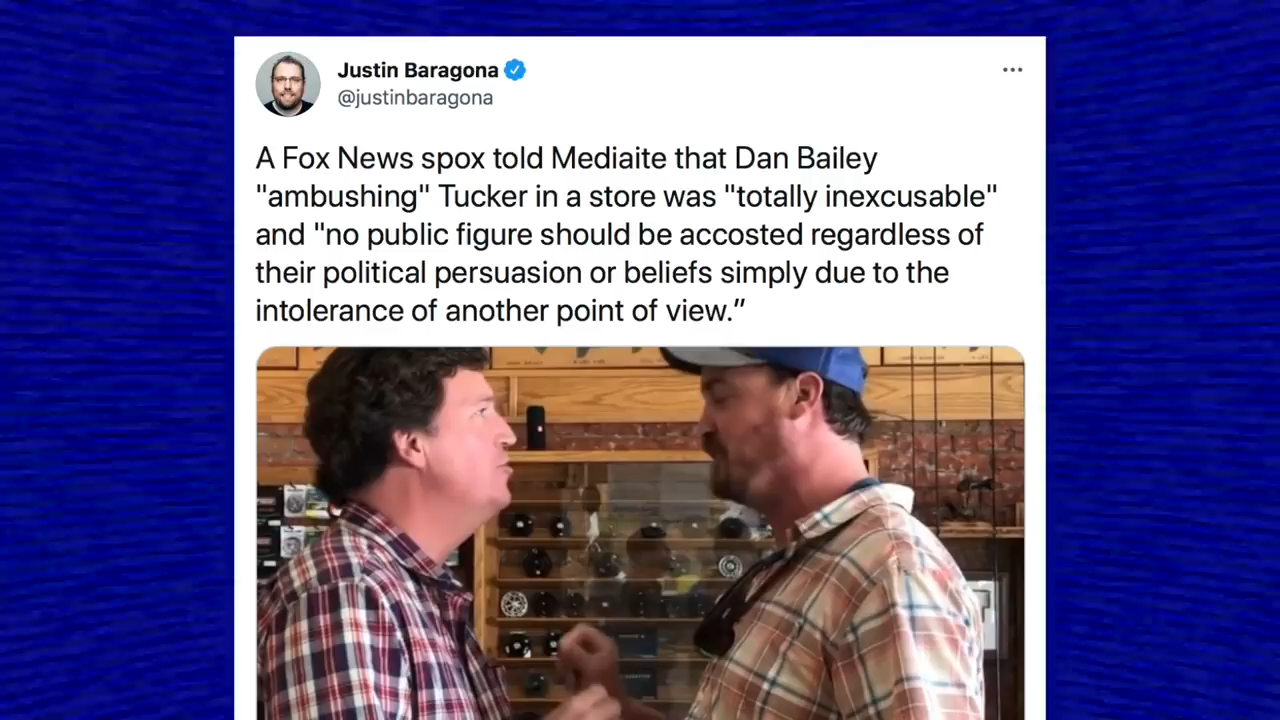 Justin Baragona
@justinbaragona
A Fox News spox told Mediaite that Dan Bailey
"ambushing" Tucker in a store was "totally inexcusable"
and "no public figure should be accosted regardless of
their political persuasion or beliefs simply due to the
intolerance of another point of view.”